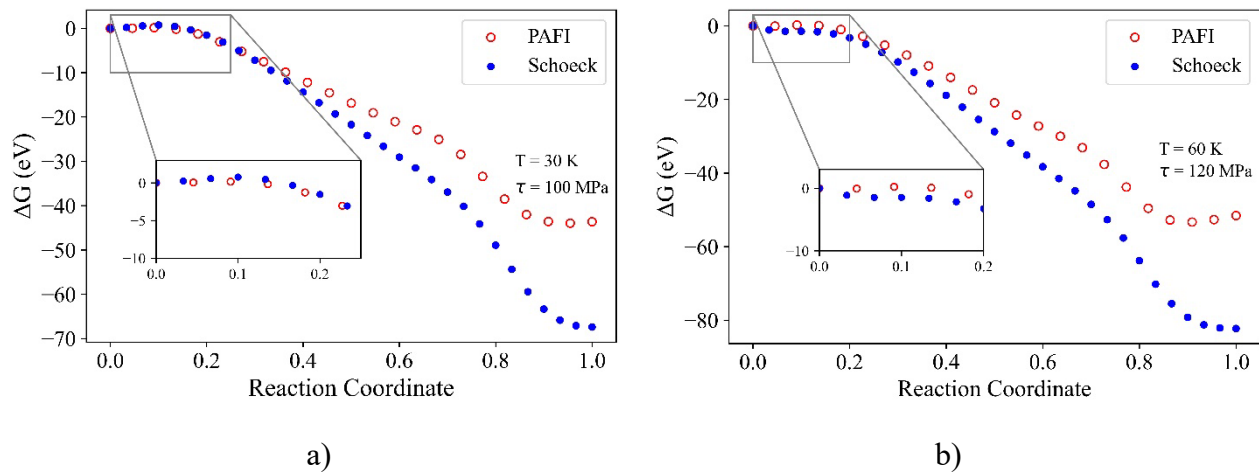 0
−10
−20
−30
−40
−50
−60
−70
ΔG (eV)
PAFI
Schoeck
T = 30 K
τ = 100 MPa
0
−5
−10
0.0 0.1 0.2
0.0 0.2 0.4 0.6 0.8 1.0
Reaction Coordinate
a)
0
−20
−40
−60
−80
ΔG (eV)
PAFI
Schoeck
T = 60 K
τ = 120 MPa
0
−10
0.0 0.1 0.2
0.0 0.2 0.4 0.6 0.8 1.0
Reaction Coordinate
b)